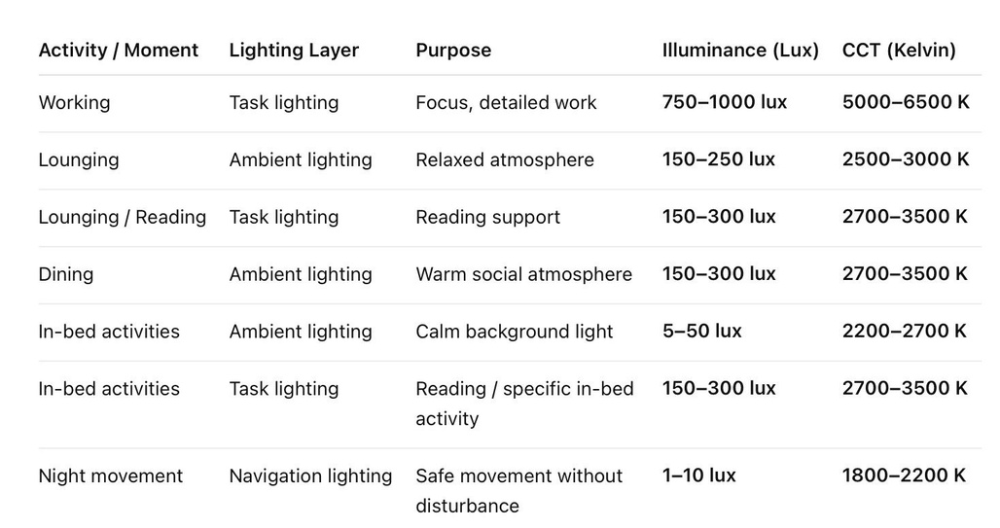 Activity / Moment Lighting Layer Purpose Illuminance (Lux) CCT (Kelvin)
Working Task lighting Focus, detailed work 750–1000 lux 5000–6500 K
Lounging Ambient lighting Relaxed atmosphere 150–250 lux 2500–3000 K
Lounging / Reading Task lighting Reading support 150–300 lux 2700–3500 K
Dining Ambient lighting Warm social atmosphere 150–300 lux 2700–3500 K
In-bed activities Ambient lighting Calm background light 5–50 lux 2200–2700 K
In-bed activities Task lighting Reading / specific in-bed 150–300 lux 2700–3500 K
activity
Night movement Navigation lighting Safe movement without 1–10 lux 1800–2200 K
disturbance